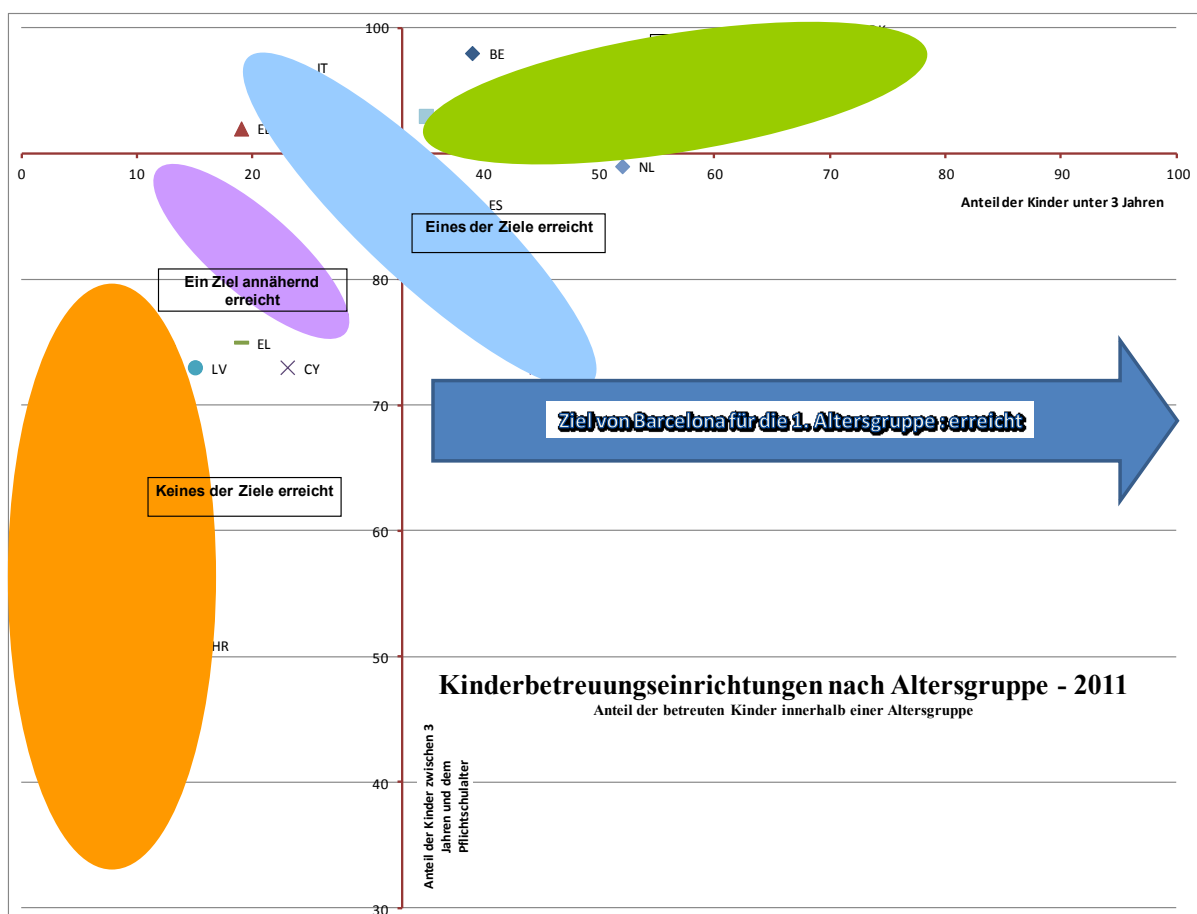 100
BE
IT
0
10
20
40
50
60
70
80
90
100
NL
Anteil der Kinder unter 3 Jahren
ES
Eines der Ziele erreicht
80
Ein Ziel annähernd
erreicht
EL
LV
CY
70
Ziel von Barcelona für die 1. Altersgruppe : erreicht
Keines der Ziele erreicht
60
HR
50
Kinderbetreuungseinrichtungen nach Altersgruppe - 2011
Anteil der betreuten Kinder innerhalb einer Altersgruppe
Anteil der Kinder zwischen 3
Jahren und dem
Pflichtschulalter
40
30